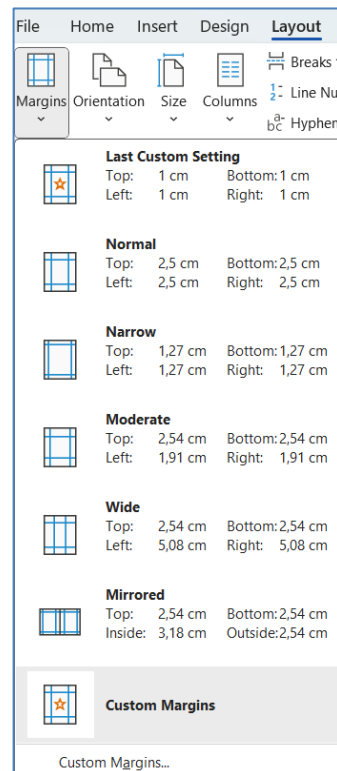 File Home Insert Design Layout
Breaks
Margins Orientation Size Columns
1 2 Line
a- bc
Last Custom Setting
Top: 1 cm Bottom: 1 cm
Left: 1 cm Right: 1 cm
Normal
Top: 2,5 cm Bottom: 2,5 cm
Left: 2,5 cm Right: 2,5 cm
Narrow
Top: 1,27 cm Bottom: 1,27 cm
Left: 1,27 cm Right: 1,27 cm
Moderate
Top: 2,54 cm Bottom: 2,54 cm
Left: 1,91 cm Right: 1,91 cm
Wide
Top: 2,54 cm Bottom: 2,54 cm
Left: 5,08 cm Right: 5,08 cm
Mirrored
Top: 2,54 cm Bottom: 2,54 cm
Inside: 3,18 cm Outside: 2,54 cm
Custom Margins
Custom Margins...